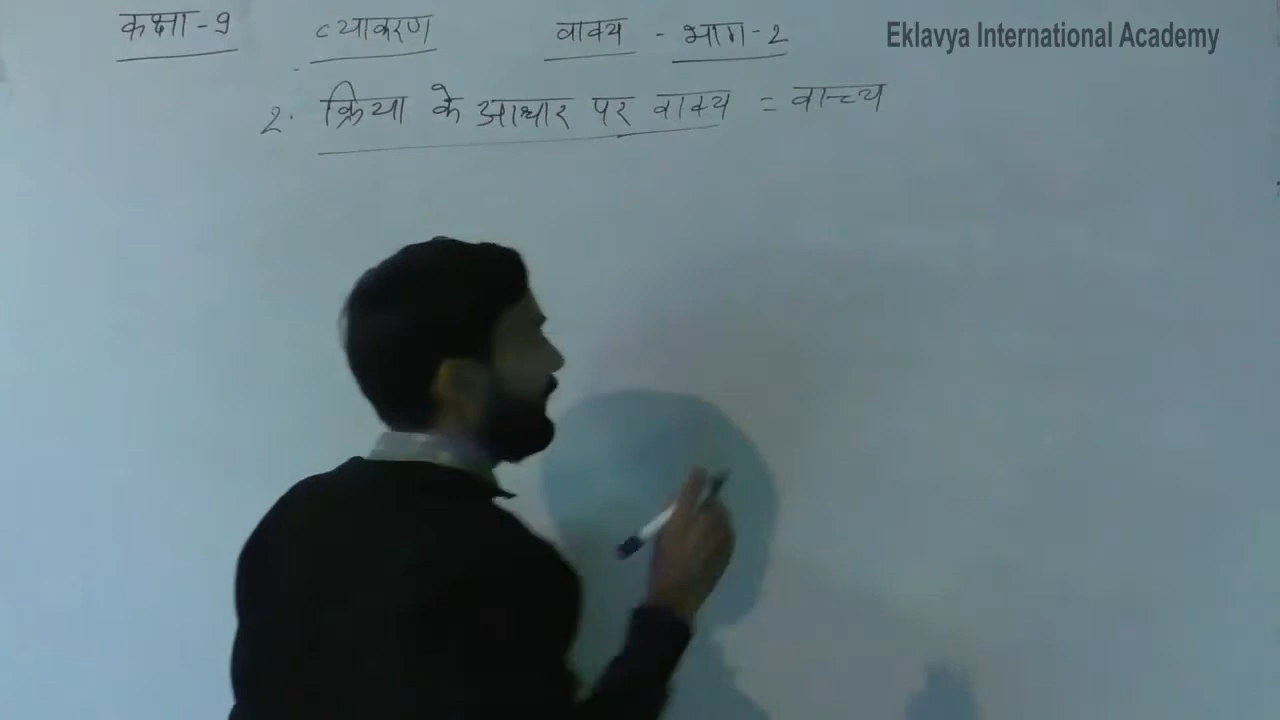 कक्षा-9 व्याकरण वाक्य - भाग-2 Eklavya International Academy
2. क्रिया के आधार पर वाक्य = वाच्य